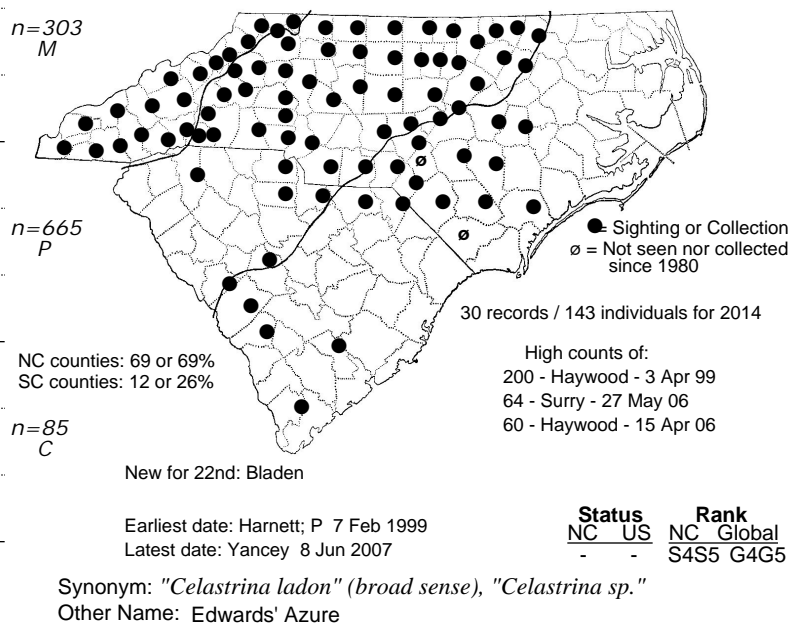 n=303
M
n=665
P
n=85
C
● = Sighting or Collection
ø = Not seen nor collected
since 1980
30 records / 143 individuals for 2014
NC counties: 69 or 69%
SC counties: 12 or 26%
High counts of:
200 - Haywood - 3 Apr 99
64 - Surry - 27 May 06
60 - Haywood - 15 Apr 06
New for 22nd: Bladen
Earliest date: Harnett; P 7 Feb 1999
Latest date: Yancey 8 Jun 2007
Status Rank
NC US NC Global
- - S4S5 G4G5
Synonym: "Celastrina ladon" (broad sense), "Celastrina sp."
Other Name: Edwards' Azure